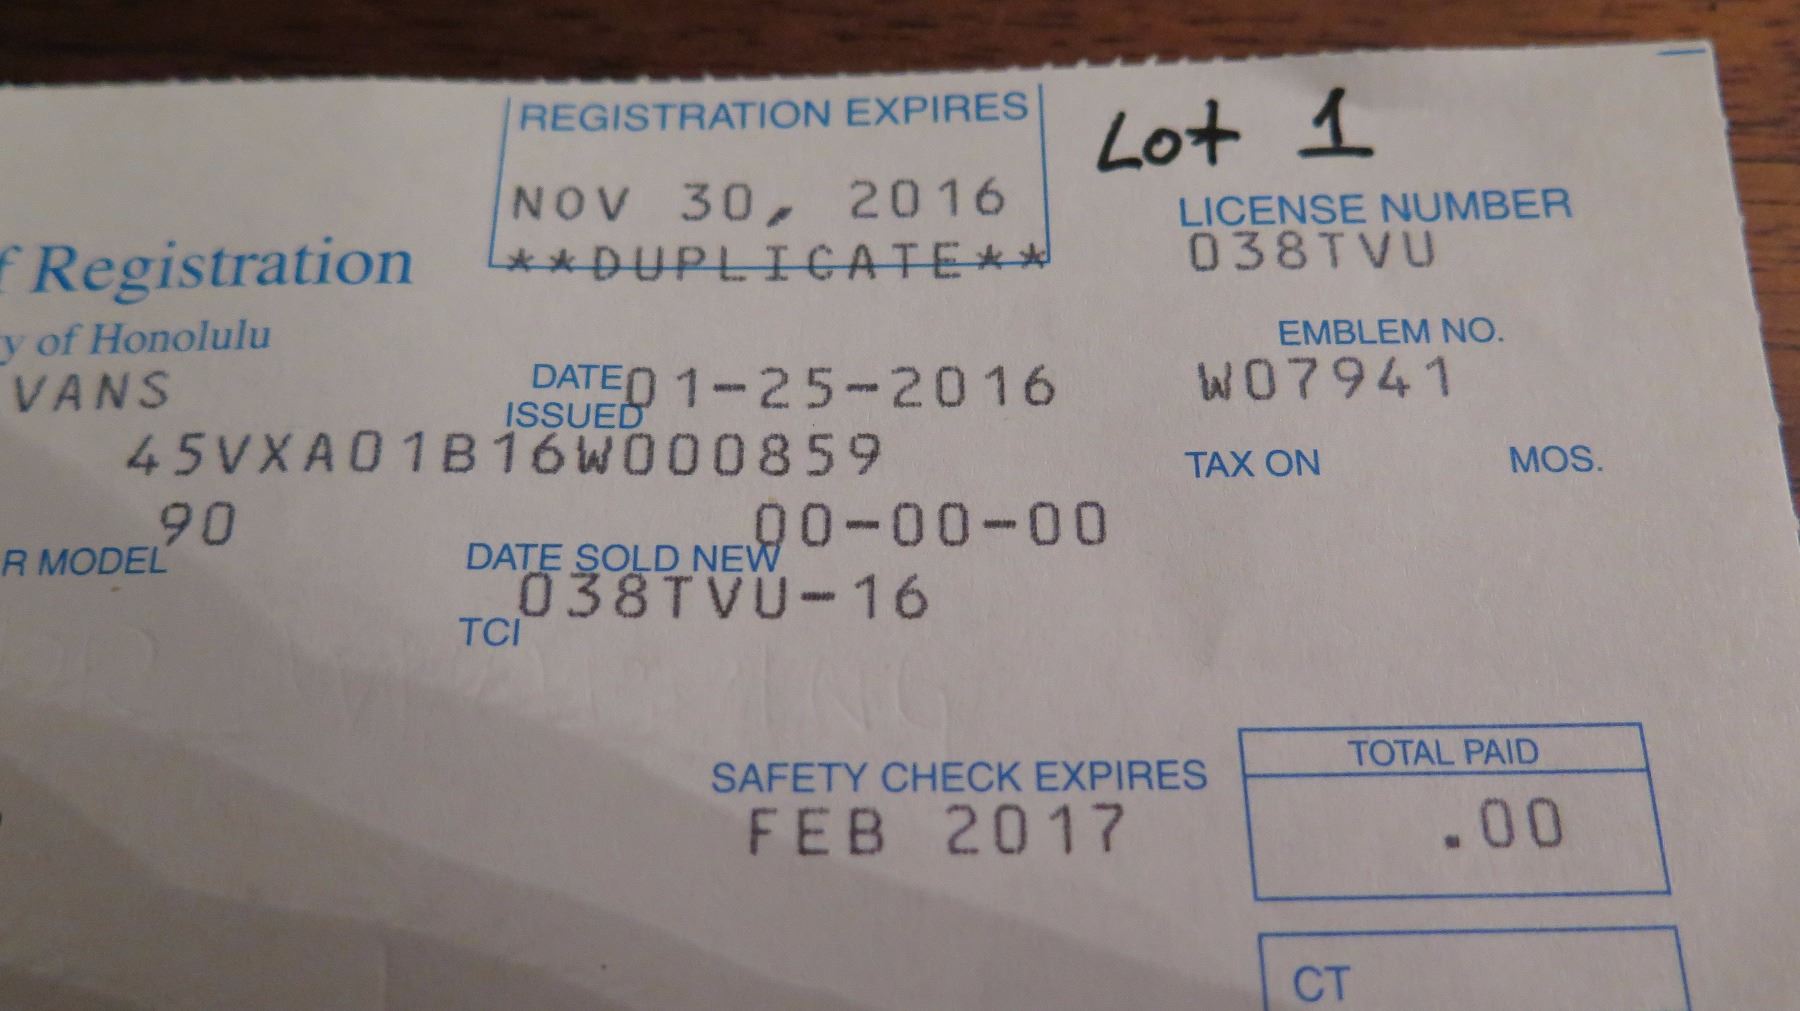 REGISTRATION EXPIRES
Lot 1
NOV 30, 2016
**DUPLICATE**
LICENSE NUMBER
038TVU
f Registration
y of Honolulu
EMBLEM NO.
W07941
VANS
DATE ISSUED 01-25-2016
45VXA01B16W000859
TAX ON MOS.
90
R MODEL
00-00-00
DATE SOLD NEW
038TVU-16
TCI
SAFETY CHECK EXPIRES
FEB 2017
TOTAL PAID
.00
CT